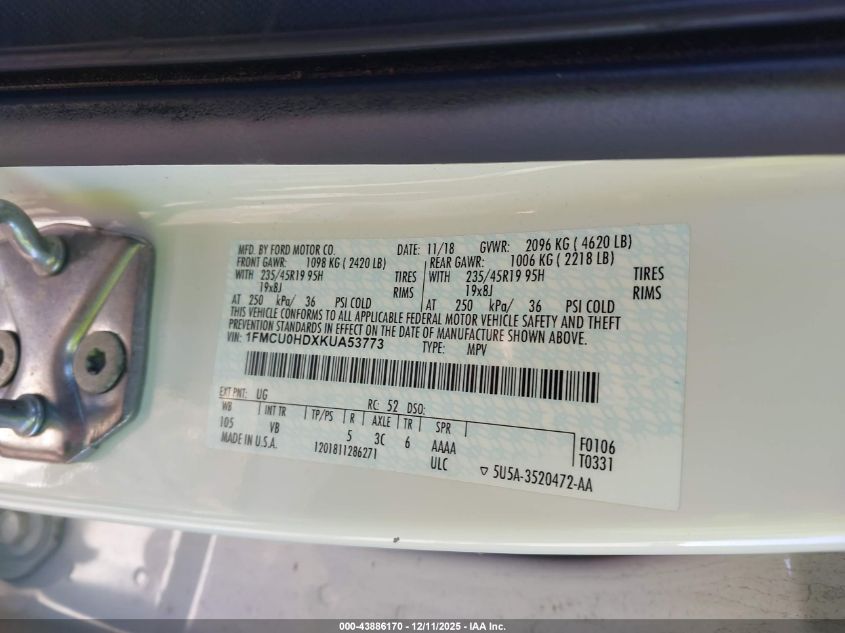 MFD. BY FORD MOTOR CO. DATE: 11/18 GVWR: 2096 KG ( 4620 LB)
FRONT GAWR: 1098 KG ( 2420 LB) REAR GAWR: 1006 KG ( 2218 LB)
WITH 235/45R19 95H TIRES WITH 235/45R19 95H TIRES
19x8J RIMS 19x8J RIMS
AT 250 kPa/ 36 PSI COLD AT 250 kPa/ 36 PSI COLD
THIS VEHICLE CONFORMS TO ALL APPLICABLE FEDERAL MOTOR VEHICLE SAFETY AND THEFT
PREVENTION STANDARDS IN EFFECT ON THE DATE OF MANUFACTURE SHOWN ABOVE.
VIN: 1FMCU0HDXKUA53773 TYPE: MPV
EXT PNT: UG RC: 52 DSO:
WB INT TR TP/PS R AXLE TR SPR
105 VB 5 3C 6 AAAA F0106
MADE IN U.S.A. 1201811286271 ULC T0331
▽ 5U5A-3520472-AA
000-43886170 - 12/11/2025 - IAA Inc.